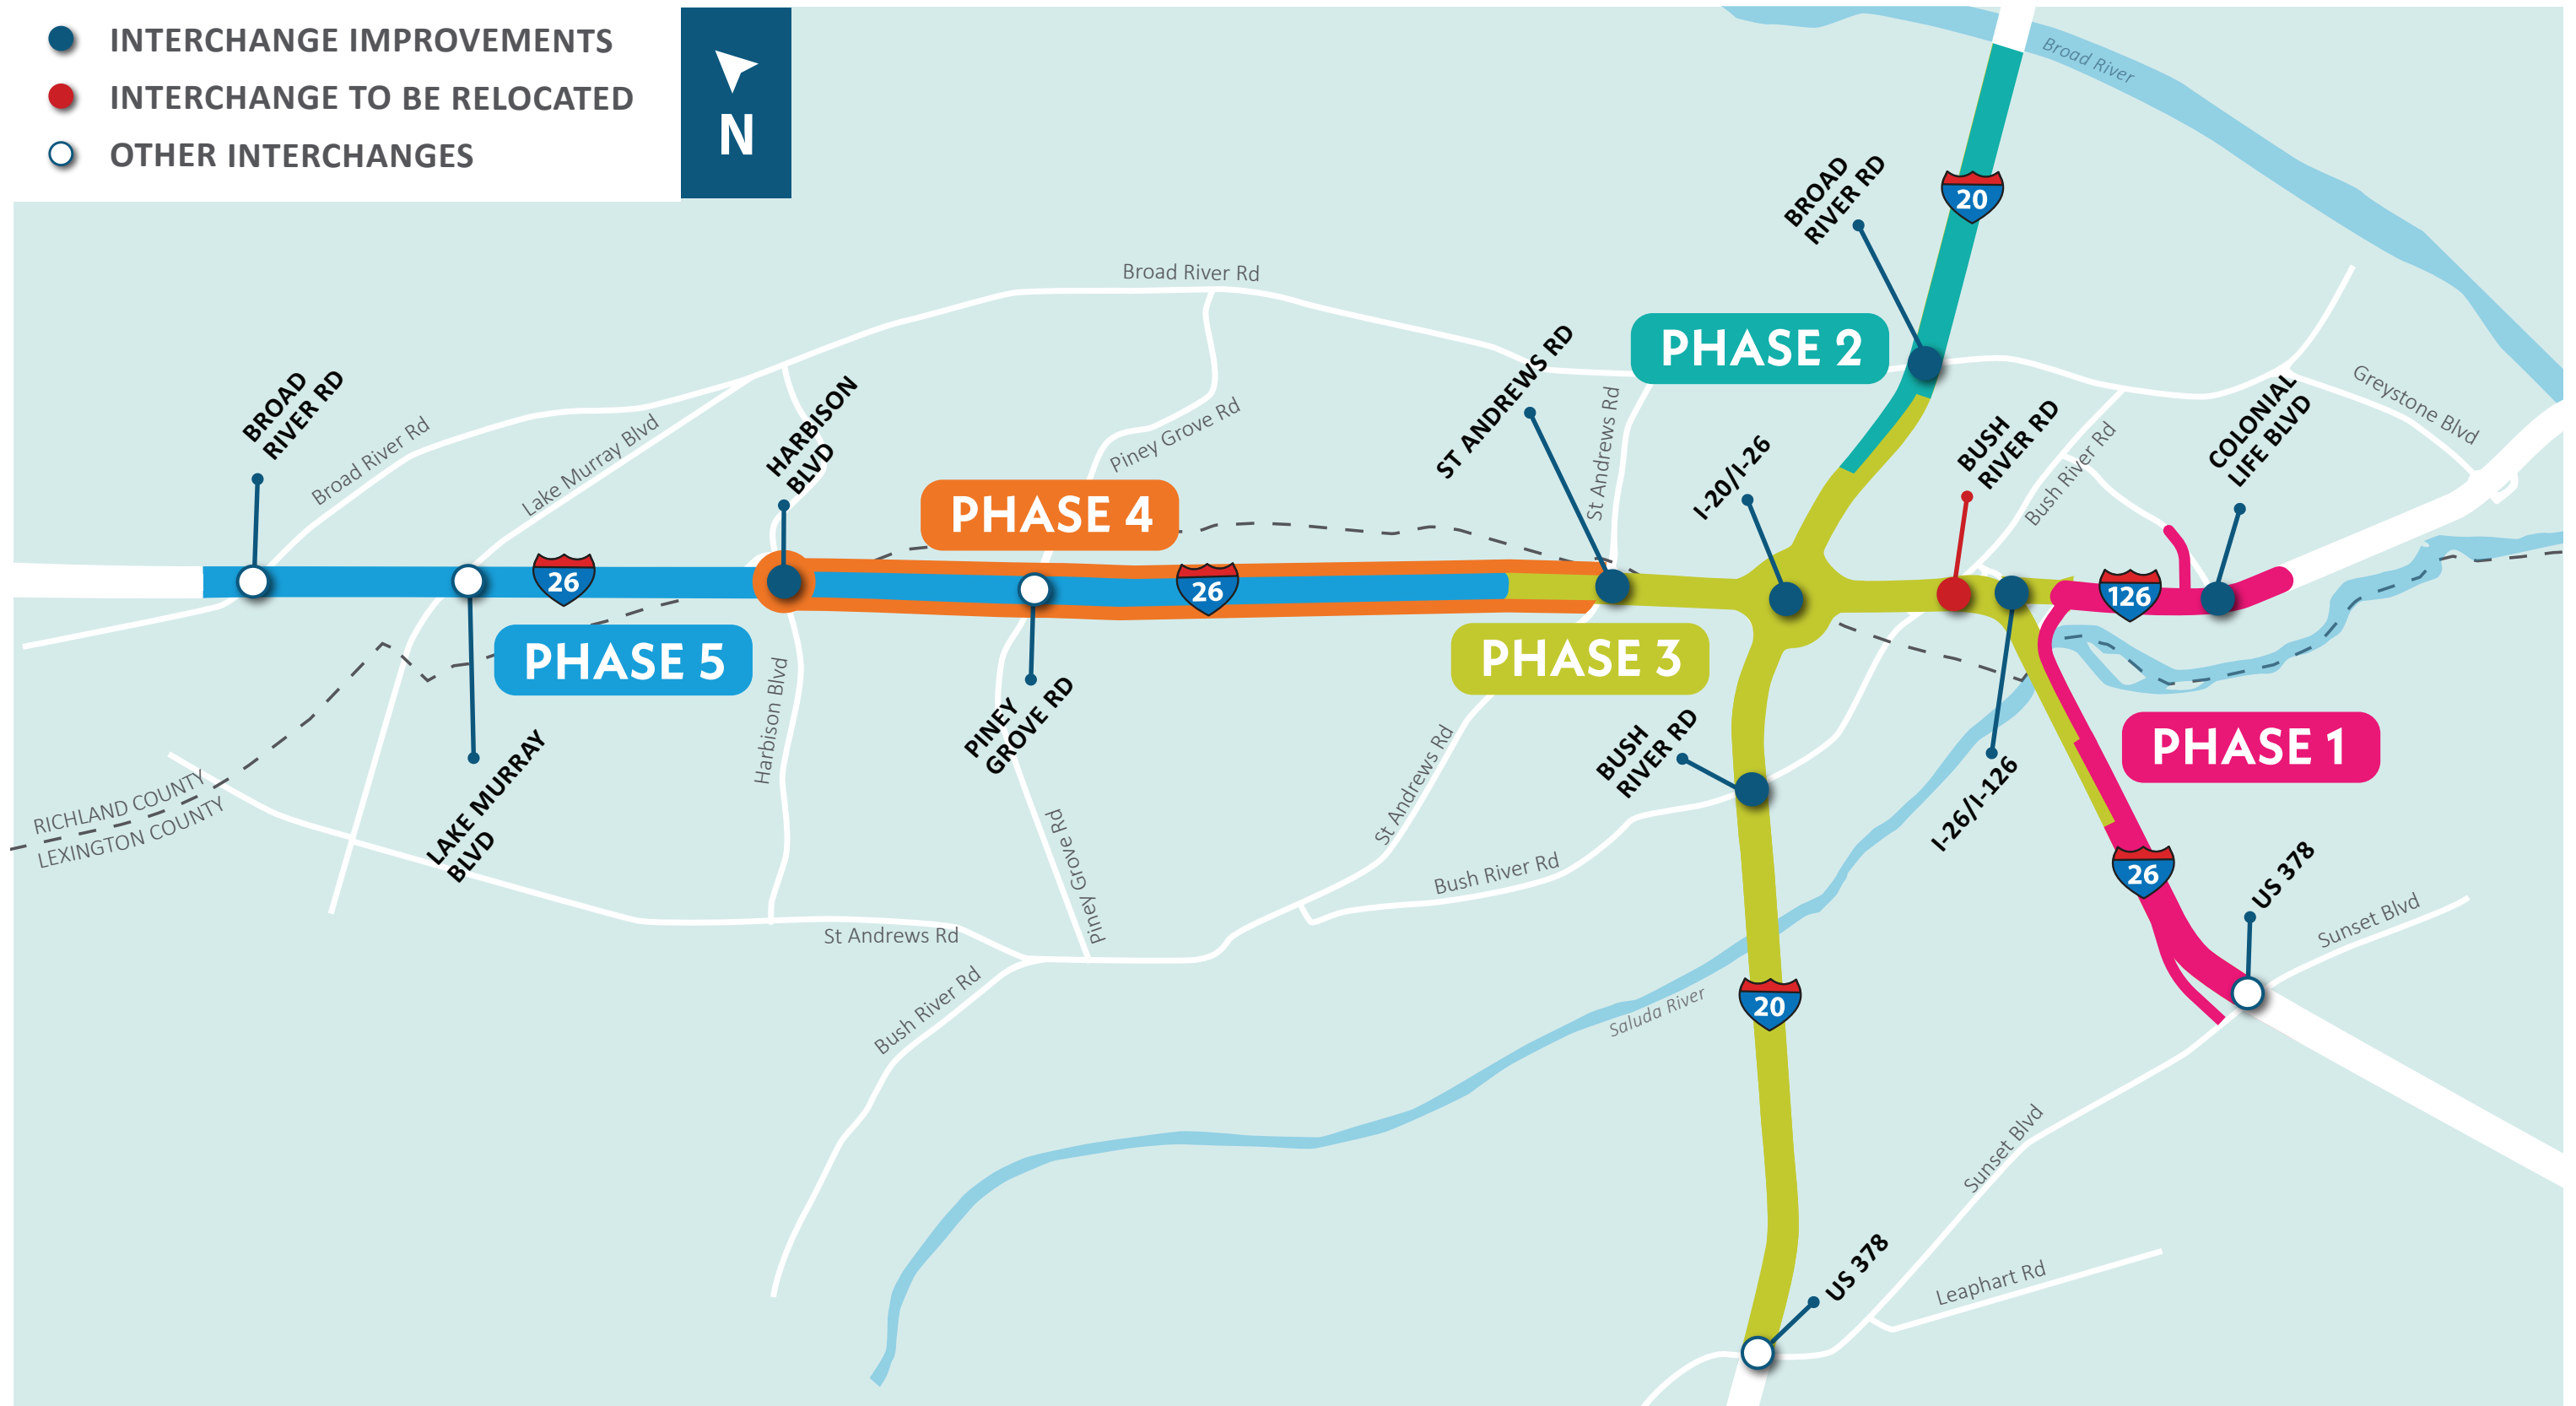 INTERCHANGE IMPROVEMENTS
INTERCHANGE TO BE RELOCATED
OTHER INTERCHANGES
N
Broad River
20
BROAD
RIVER RD
Broad River Rd
PHASE 2
BROAD
RIVER RD
Broad River Rd
Lake Murray Blvd
HARBISON
BLVD
Piney Grove Rd
ST ANDREWS RD
St Andrews Rd
I-20/I-26
BUSH
RIVER RD
Bush River Rd
COLONIAL
LIFE BLVD
Greystone Blvd
PHASE 4
26
26
126
PHASE 5
PHASE 3
PHASE 1
RICHLAND COUNTY
LEXINGTON COUNTY
LAKE MURRAY
BLVD
Harbison Blvd
PINEY
GROVE RD
Piney Grove Rd
St Andrews Rd
BUSH
RIVER RD
I-26/I-126
26
US 378
Sunset Blvd
Bush River Rd
St Andrews Rd
Bush River Rd
Saluda River
20
Sunset Blvd
US 378
Leaphart Rd